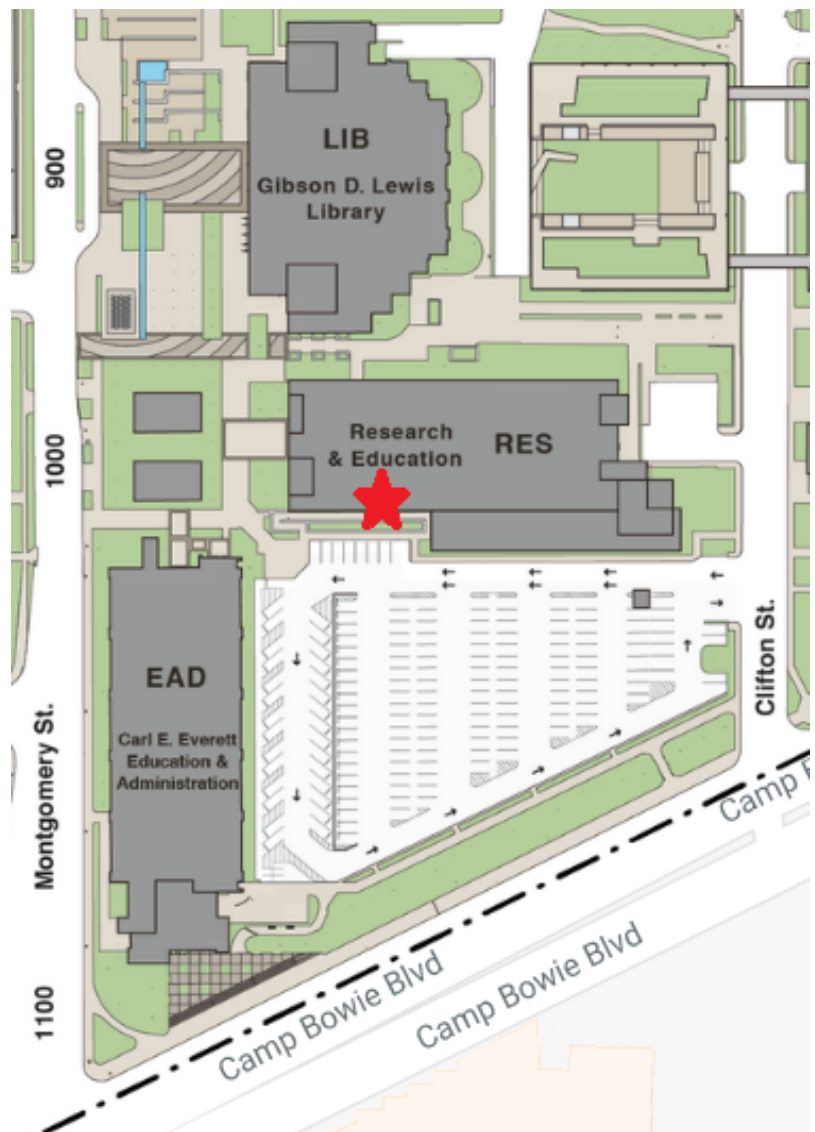 900
LIB
Gibson D. Lewis
Library
1000
Research
& Education
RES
EAD
Carl E. Everett
Education &
Administration
Montgomery St.
Clifton St.
Camp B
1100
Camp Bowie Blvd
Camp Bowie Blvd